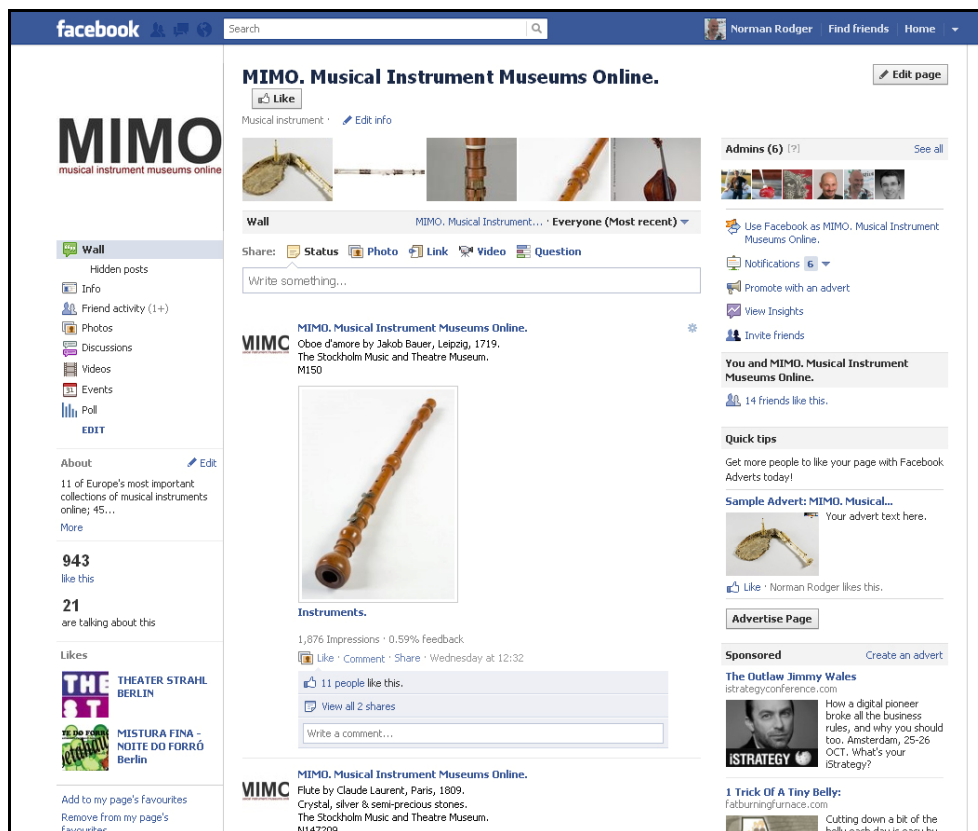 facebook
Search
Norman Rodger
Find friends
Home
MIMO
musical instrument museums online
Wall
Hidden posts
Info
Friend activity (1+)
Photos
Discussions
Videos
31 Events
Poll
EDIT
About
Edit
11 of Europe's most important
collections of musical instruments
online; 45...
More
943
like this
21
are talking about this
Likes
THE
S T
THEATER STRAHL
BERLIN
MISTURA FINA -
NOITE DO FORRÓ
Berlin
Add to my page's favourites
Remove from my page's
favourites
MIMO. Musical Instrument Museums Online.
Like
Musical instrument ·
Edit info
Wall
MIMO. Musical Instrument... · Everyone (Most recent)
Share:
Status
Photo
Link
Video
Question
Write something...
MIMO
MIMO. Musical Instrument Museums Online.
Oboe d'amore by Jakob Bauer, Leipzig, 1719.
The Stockholm Music and Theatre Museum.
M150
Instruments.
1,876 Impressions · 0.59% feedback
Like · Comment · Share · Wednesday at 12:32
11 people like this.
View all 2 shares
Write a comment...
MIMO
MIMO. Musical Instrument Museums Online.
Flute by Claude Laurent, Paris, 1809.
Crystal, silver & semi-precious stones.
The Stockholm Music and Theatre Museum.
N147209
Edit page
Admins (6) [?]
See all
Use Facebook as MIMO. Musical Instrument
Museums Online.
Notifications 6
Promote with an advert
View Insights
Invite friends
You and MIMO. Musical Instrument
Museums Online.
14 friends like this.
Quick tips
Get more people to like your page with Facebook
Adverts today!
Sample Advert: MIMO. Musical...
Your advert text here.
Like · Norman Rodger likes this.
Advertise Page
Sponsored
Create an advert
The Outlaw Jimmy Wales
istrategyconference.com
iSTRATEGY
How a digital pioneer
broke all the business
rules, and why you should
too. Amsterdam, 25-26
OCT. What's your
iStrategy?
1 Trick Of A Tiny Belly:
fatburningfurnace.com
Cutting down a bit of the
belly each day is easy by